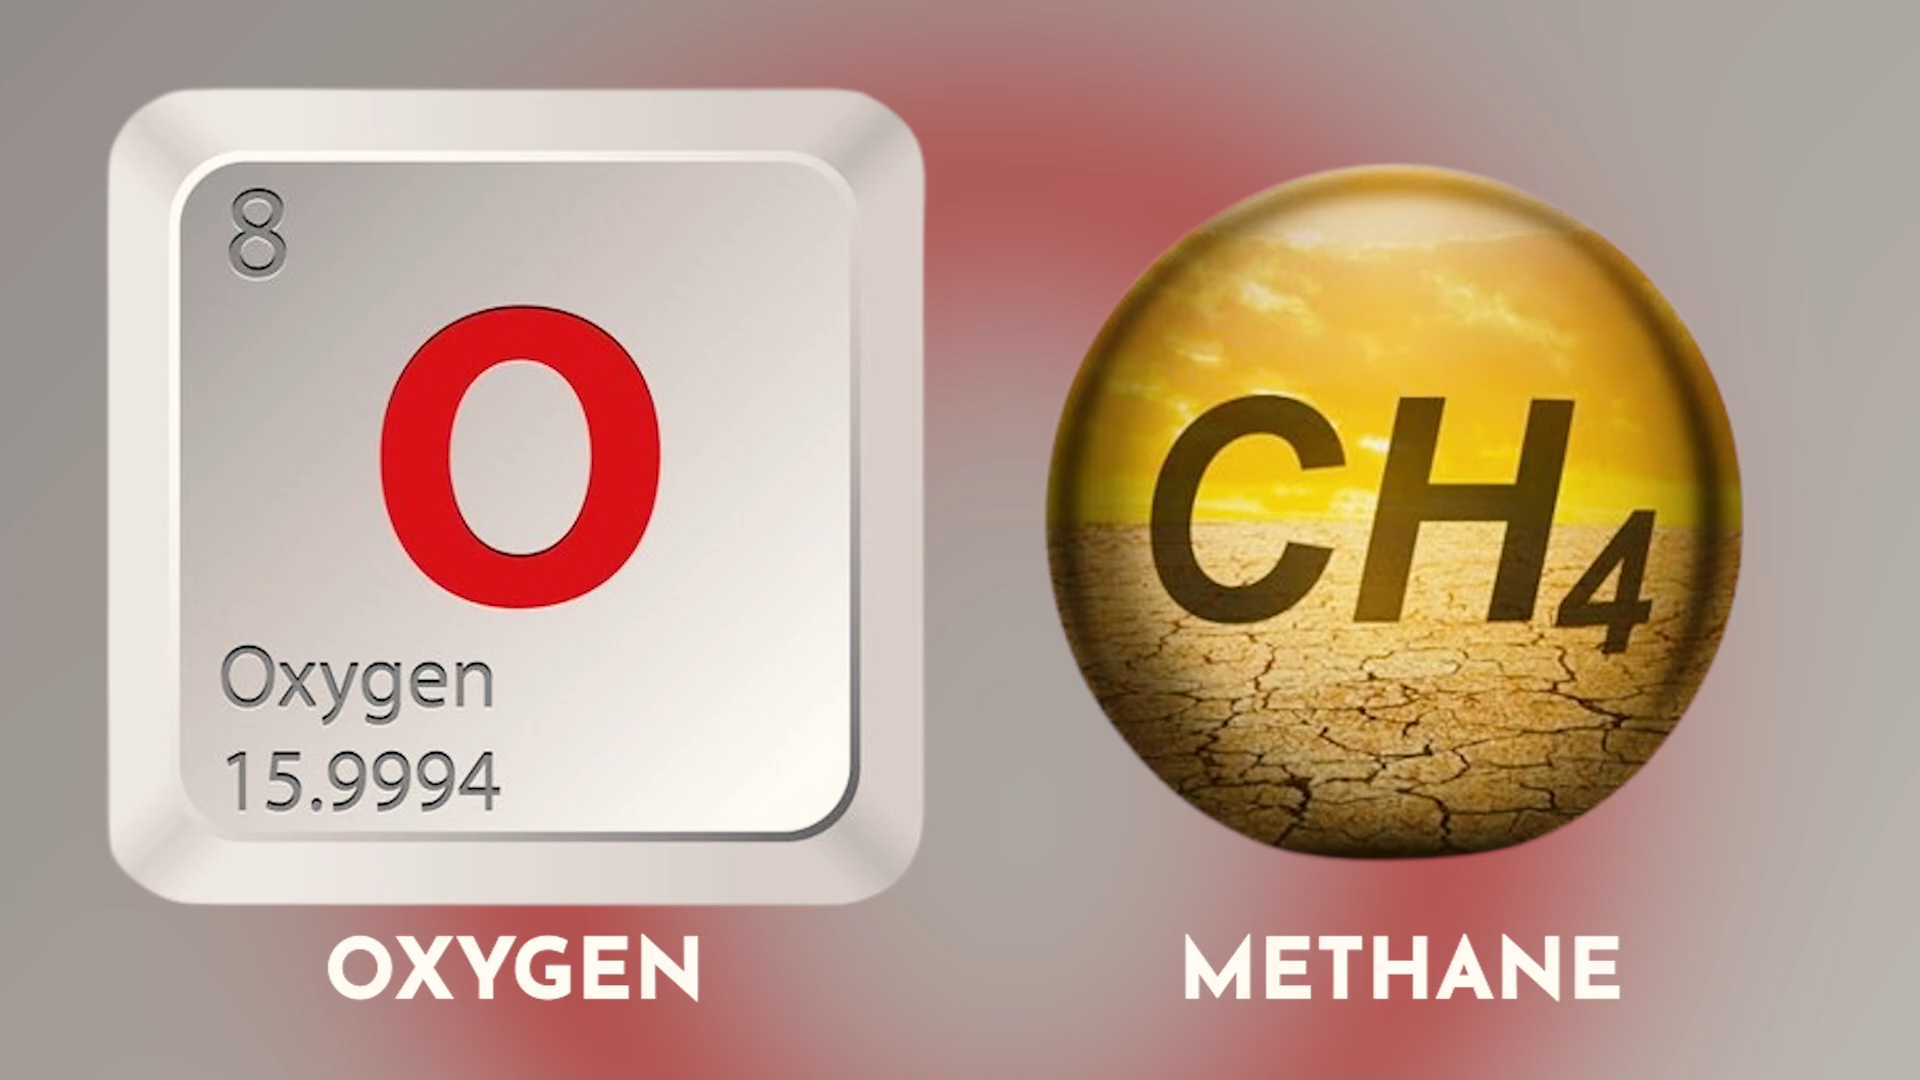 8
O
Oxygen
15.9994
CH₄
OXYGEN
METHANE